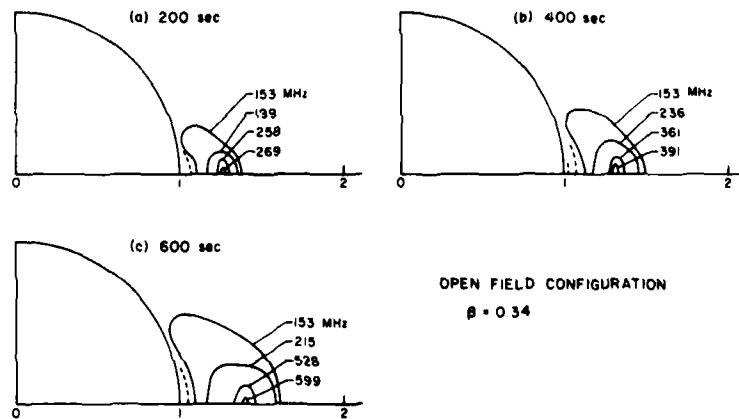 (a) 200 sec
153 MHz
199
258
269
0 1 2
(b) 400 sec
153 MHz
236
361
391
0 1 2
(c) 600 sec
153 MHz
215
528
599
0 1 2
OPEN FIELD CONFIGURATION
β = 0.34